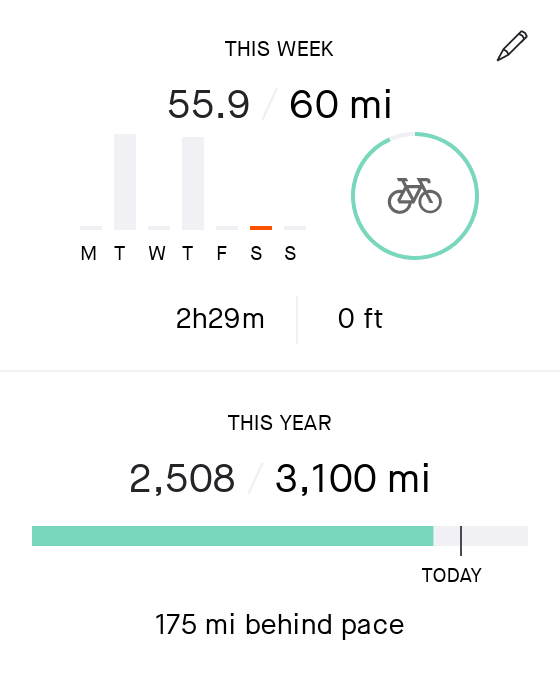 THIS WEEK
55.9 / 60 mi
M T W T F S S
2h29m 0 ft
THIS YEAR
2,508 / 3,100 mi
TODAY
175 mi behind pace